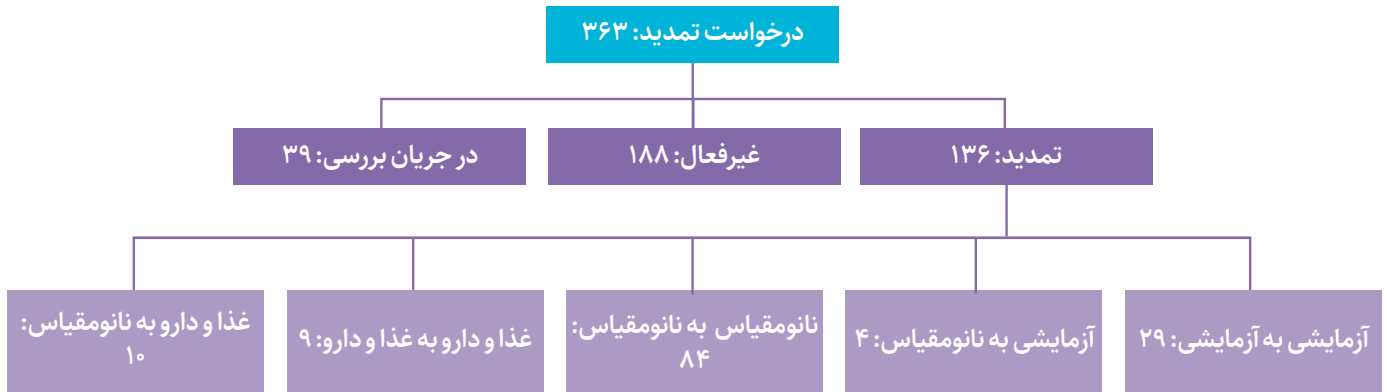 درخواست تمدید: ۳۶۳
تمدید: ۱۳۶
غیرفعال: ۱۸۸
در جریان بررسی: ۳۹
آزمایشی به آزمایشی: ۲۹
آزمایشی به نانومقیاس: ۴
نانومقیاس به نانومقیاس:
۸۴
غذا و دارو به غذا و دارو: ۹
غذا و دارو به نانومقیاس:
۱۰